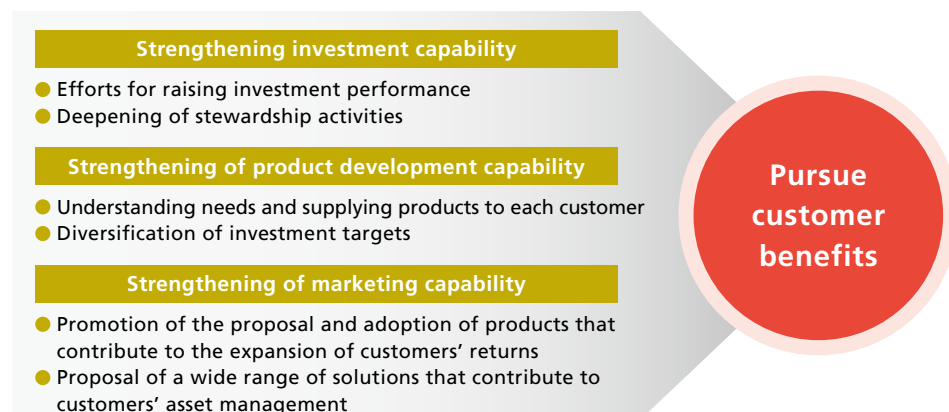 Strengthening investment capability
● Efforts for raising investment performance
● Deepening of stewardship activities
Strengthening of product development capability
● Understanding needs and supplying products to each customer
● Diversification of investment targets
Strengthening of marketing capability
● Promotion of the proposal and adoption of products that
contribute to the expansion of customers’ returns
● Proposal of a wide range of solutions that contribute to
customers’ asset management
Pursue
customer
benefits